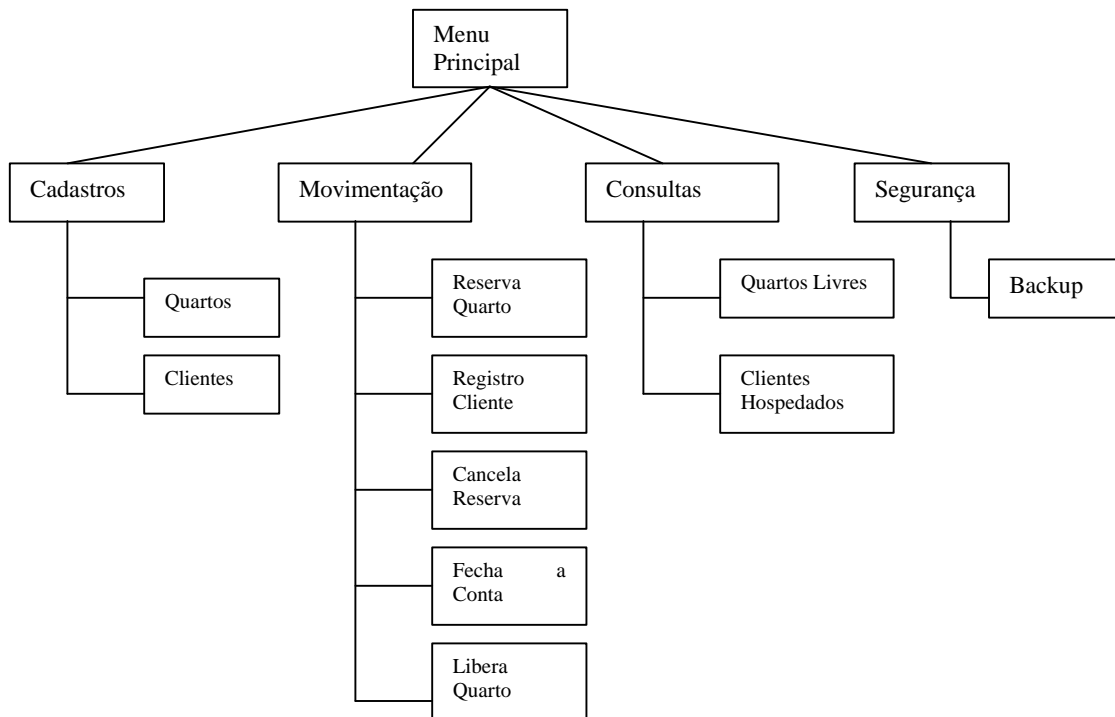 Menu
Principal
Cadastros
Movimentação
Consultas
Segurança
Quartos
Clientes
Reserva
Quarto
Registro
Cliente
Cancela
Reserva
Fecha a
Conta
Libera
Quarto
Quartos Livres
Clientes
Hospedados
Backup